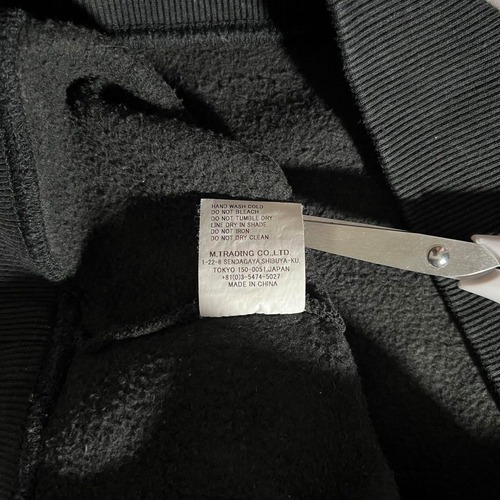 HAND WASH COLD
DO NOT BLEACH
DO NOT TUMBLE DRY
LINE DRY IN SHADE
DO NOT IRON
DO NOT DRY CLEAN
M.TRADING CO.,LTD.
1-22-8 SENDAGAYA,SHIBUYA-KU,
TOKYO 150-0051,JAPAN
+81(0)3-5474-5027
MADE IN CHINA